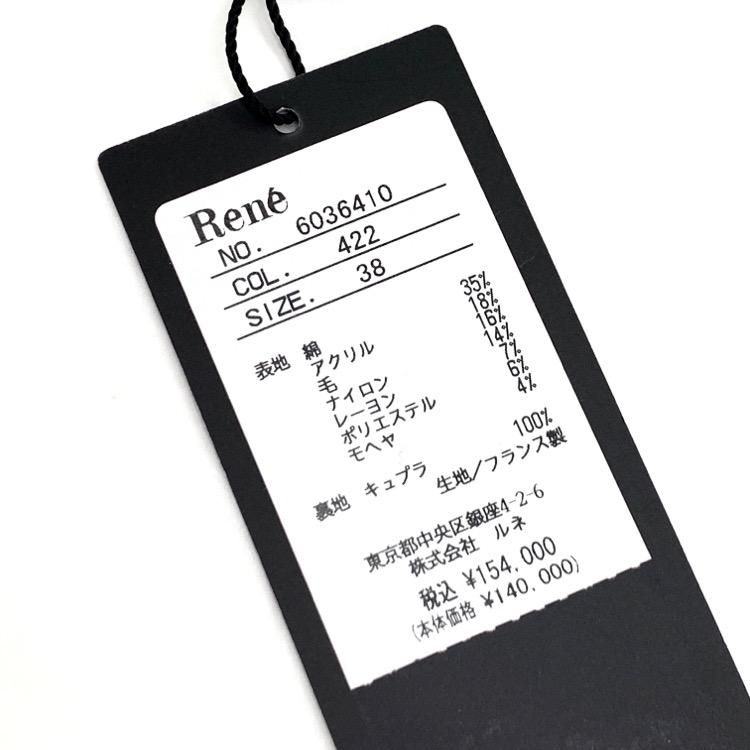 René
NO. 6036410
COL. 422
SIZE. 38
表地 綿 35%
アクリル 18%
毛 16%
ナイロン 14%
レーヨン 7%
ポリエステル 6%
モヘヤ 4%
裏地 キュプラ 100%
生地/フランス製
東京都中央区銀座4-2-6
株式会社 ルネ
税込 ¥154,000
(本体価格 ¥140,000)